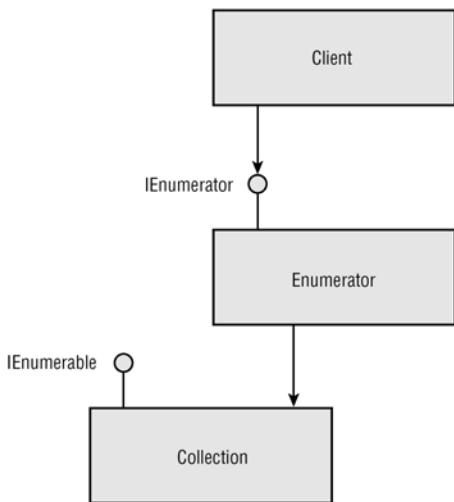 Client
IEnumerator
Enumerator
IEnumerable
Collection